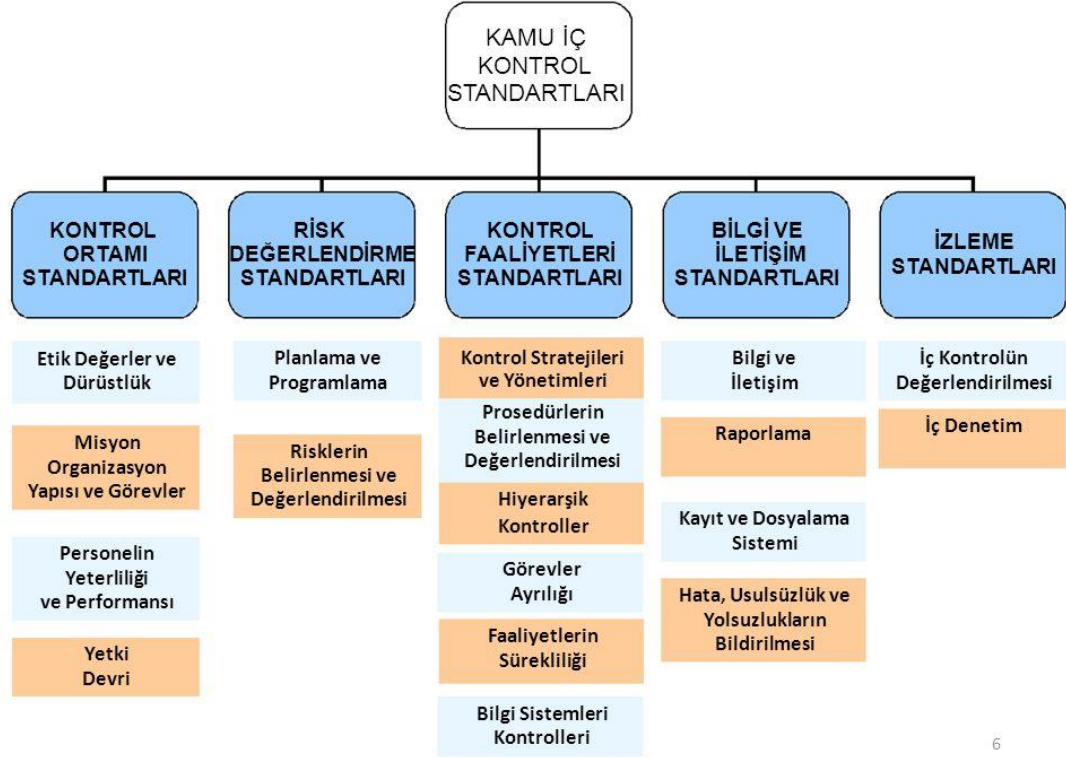 KAMU İÇ
KONTROL
STANDARTLARI
KONTROL
ORTAMI
STANDARTLARI
RİSK
DEĞERLENDİRME
STANDARTLARI
KONTROL
FAALİYETLERİ
STANDARTLARI
BİLGİ VE
İLETİŞİM
STANDARTLARI
İZLEME
STANDARTLARI
Etik Değerler ve
Dürüstlük
Misyon
Organizasyon
Yapısı ve Görevler
Personelin
Yeterliliği
ve Performansı
Yetki
Devri
Planlama ve
Programlama
Risklerin
Belirlenmesi ve
Değerlendirilmesi
Kontrol Stratejileri
ve Yönetimleri
Prosedürlerin
Belirlenmesi ve
Değerlendirilmesi
Hiyerarşik
Kontroller
Görevler
Ayrılığı
Faaliyetlerin
Sürekliliği
Bilgi Sistemleri
Kontrolleri
Bilgi ve
İletişim
Raporlama
Kayıt ve Dosyalama
Sistemi
Hata, Usulsüzlük ve
Yolsuzlukların
Bildirilmesi
İç Kontrolün
Değerlendirilmesi
İç Denetim
6